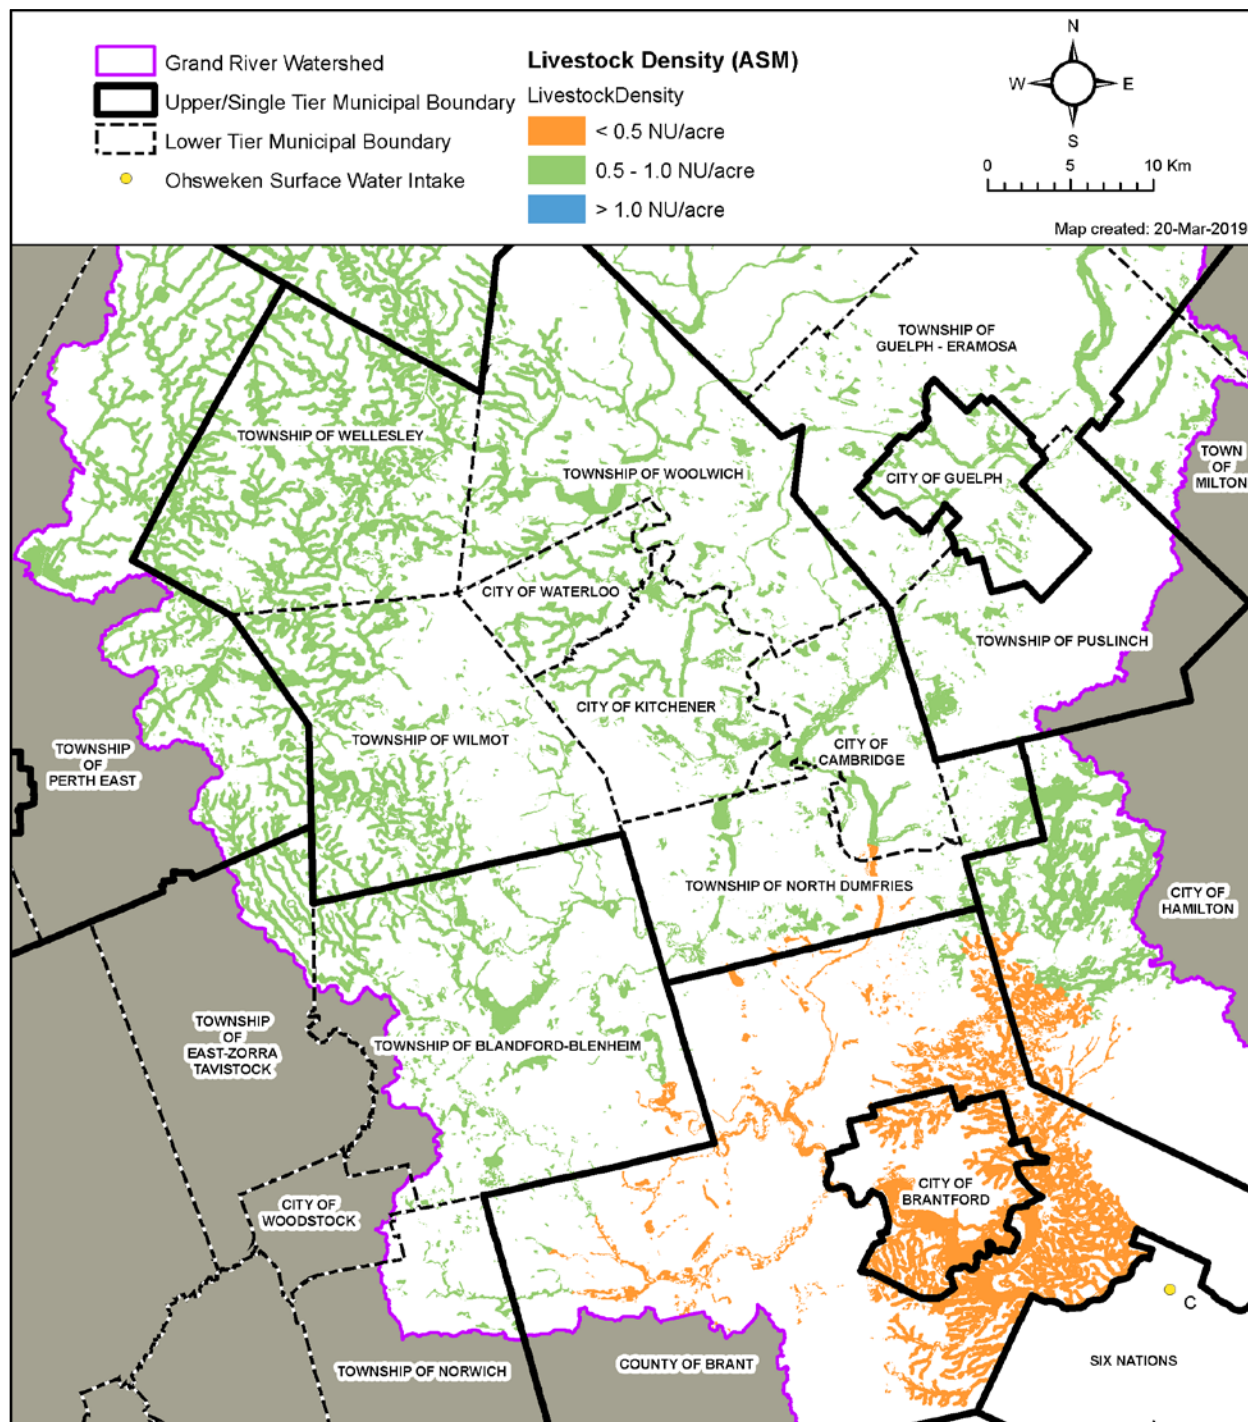 Grand River Watershed
Upper/Single Tier Municipal Boundary
Lower Tier Municipal Boundary
Ohsweken Surface Water Intake
Livestock Density (ASM)
LivestockDensity
< 0.5 NU/acre
0.5 - 1.0 NU/acre
> 1.0 NU/acre
N
W E
S
0 5 10 Km
Map created: 20-Mar-2019
TOWNSHIP OF
GUELPH - ERAMOSA
TOWNSHIP OF WELLESLEY
TOWNSHIP OF WOOLWICH
CITY OF GUELPH
TOWN
OF
MILTON
CITY OF WATERLOO
TOWNSHIP OF PUSLINCH
CITY OF KITCHENER
TOWNSHIP OF WILMOT
CITY OF
CAMBRIDGE
TOWNSHIP
OF
PERTH EAST
TOWNSHIP OF NORTH DUMFRIES
CITY OF
HAMILTON
TOWNSHIP
OF
EAST-ZORRA
TAVISTOCK
TOWNSHIP OF BLANDFORD-BLENHEIM
CITY OF
WOODSTOCK
CITY OF
BRANTFORD
C
TOWNSHIP OF NORWICH
COUNTY OF BRANT
SIX NATIONS